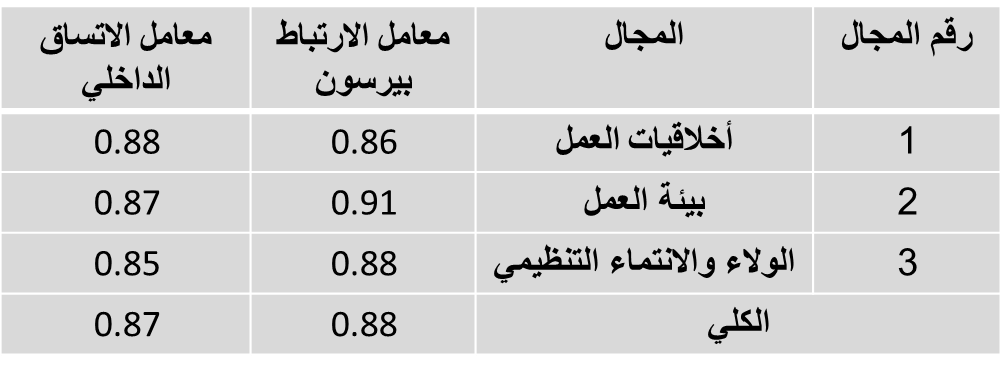 رقم المجال المجال معامل الارتباط بيرسون معامل الاتساق الداخلي
1 أخلاقيات العمل 0.86 0.88
2 بيئة العمل 0.91 0.87
3 الولاء والانتماء التنظيمي 0.88 0.85
الكلي 0.88 0.87